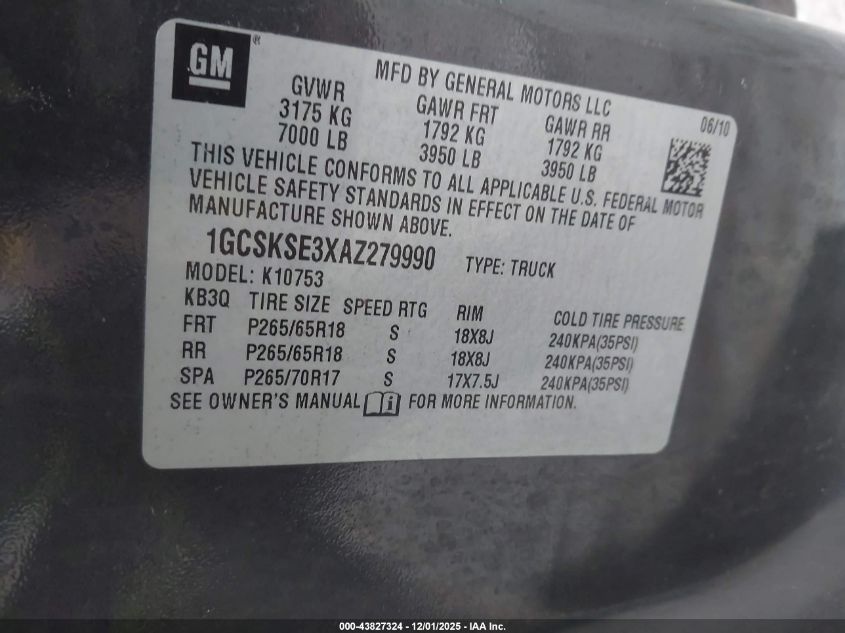 GM ®
MFD BY GENERAL MOTORS LLC
06/10
GVWR GAWR FRT GAWR RR
3175 KG 1792 KG 1792 KG
7000 LB 3950 LB 3950 LB
THIS VEHICLE CONFORMS TO ALL APPLICABLE U.S. FEDERAL MOTOR
VEHICLE SAFETY STANDARDS IN EFFECT ON THE DATE OF
MANUFACTURE SHOWN ABOVE.
1GCSKSE3XAZ279990 TYPE: TRUCK
MODEL: K10753
KB3Q TIRE SIZE SPEED RTG RIM COLD TIRE PRESSURE
FRT P265/65R18 S 18X8J 240KPA(35PSI)
RR P265/65R18 S 18X8J 240KPA(35PSI)
SPA P265/70R17 S 17X7.5J 240KPA(35PSI)
SEE OWNER'S MANUAL i FOR MORE INFORMATION.
000-43827324 - 12/01/2025 - IAA Inc.